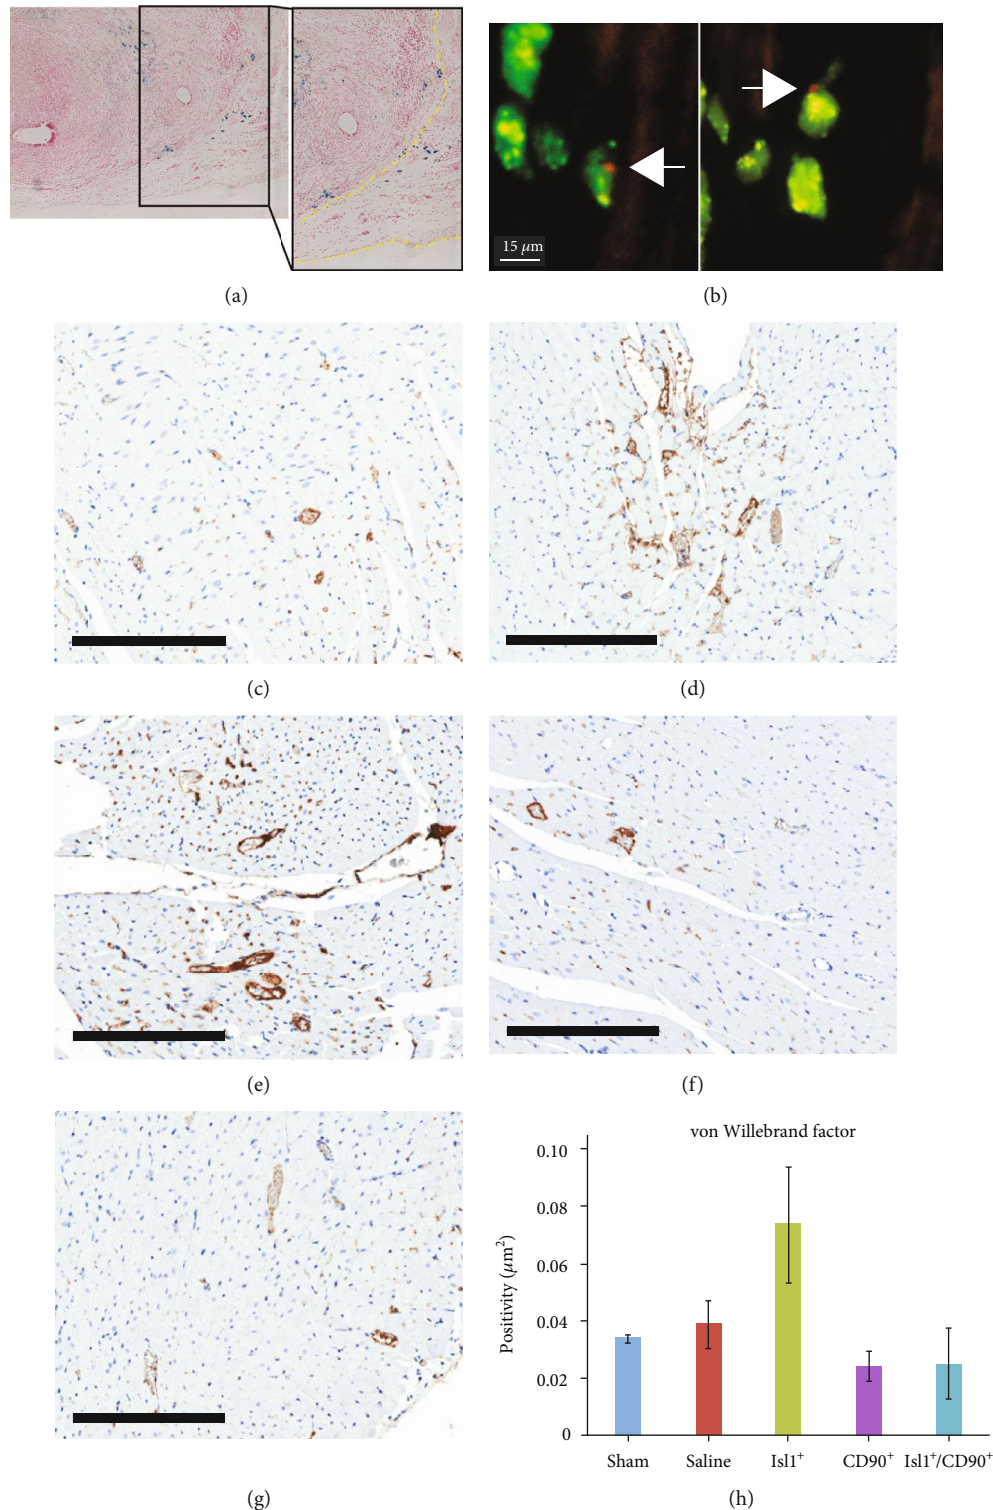 (a)
15 μm
(b)
(c)
(d)
(e)
(f)
(g)
von Willebrand factor
Positivity (μm²)
0.10
0.08
0.06
0.04
0.02
0
Sham Saline Isl1⁺ CD90⁺ Isl1⁺/CD90⁺
(h)